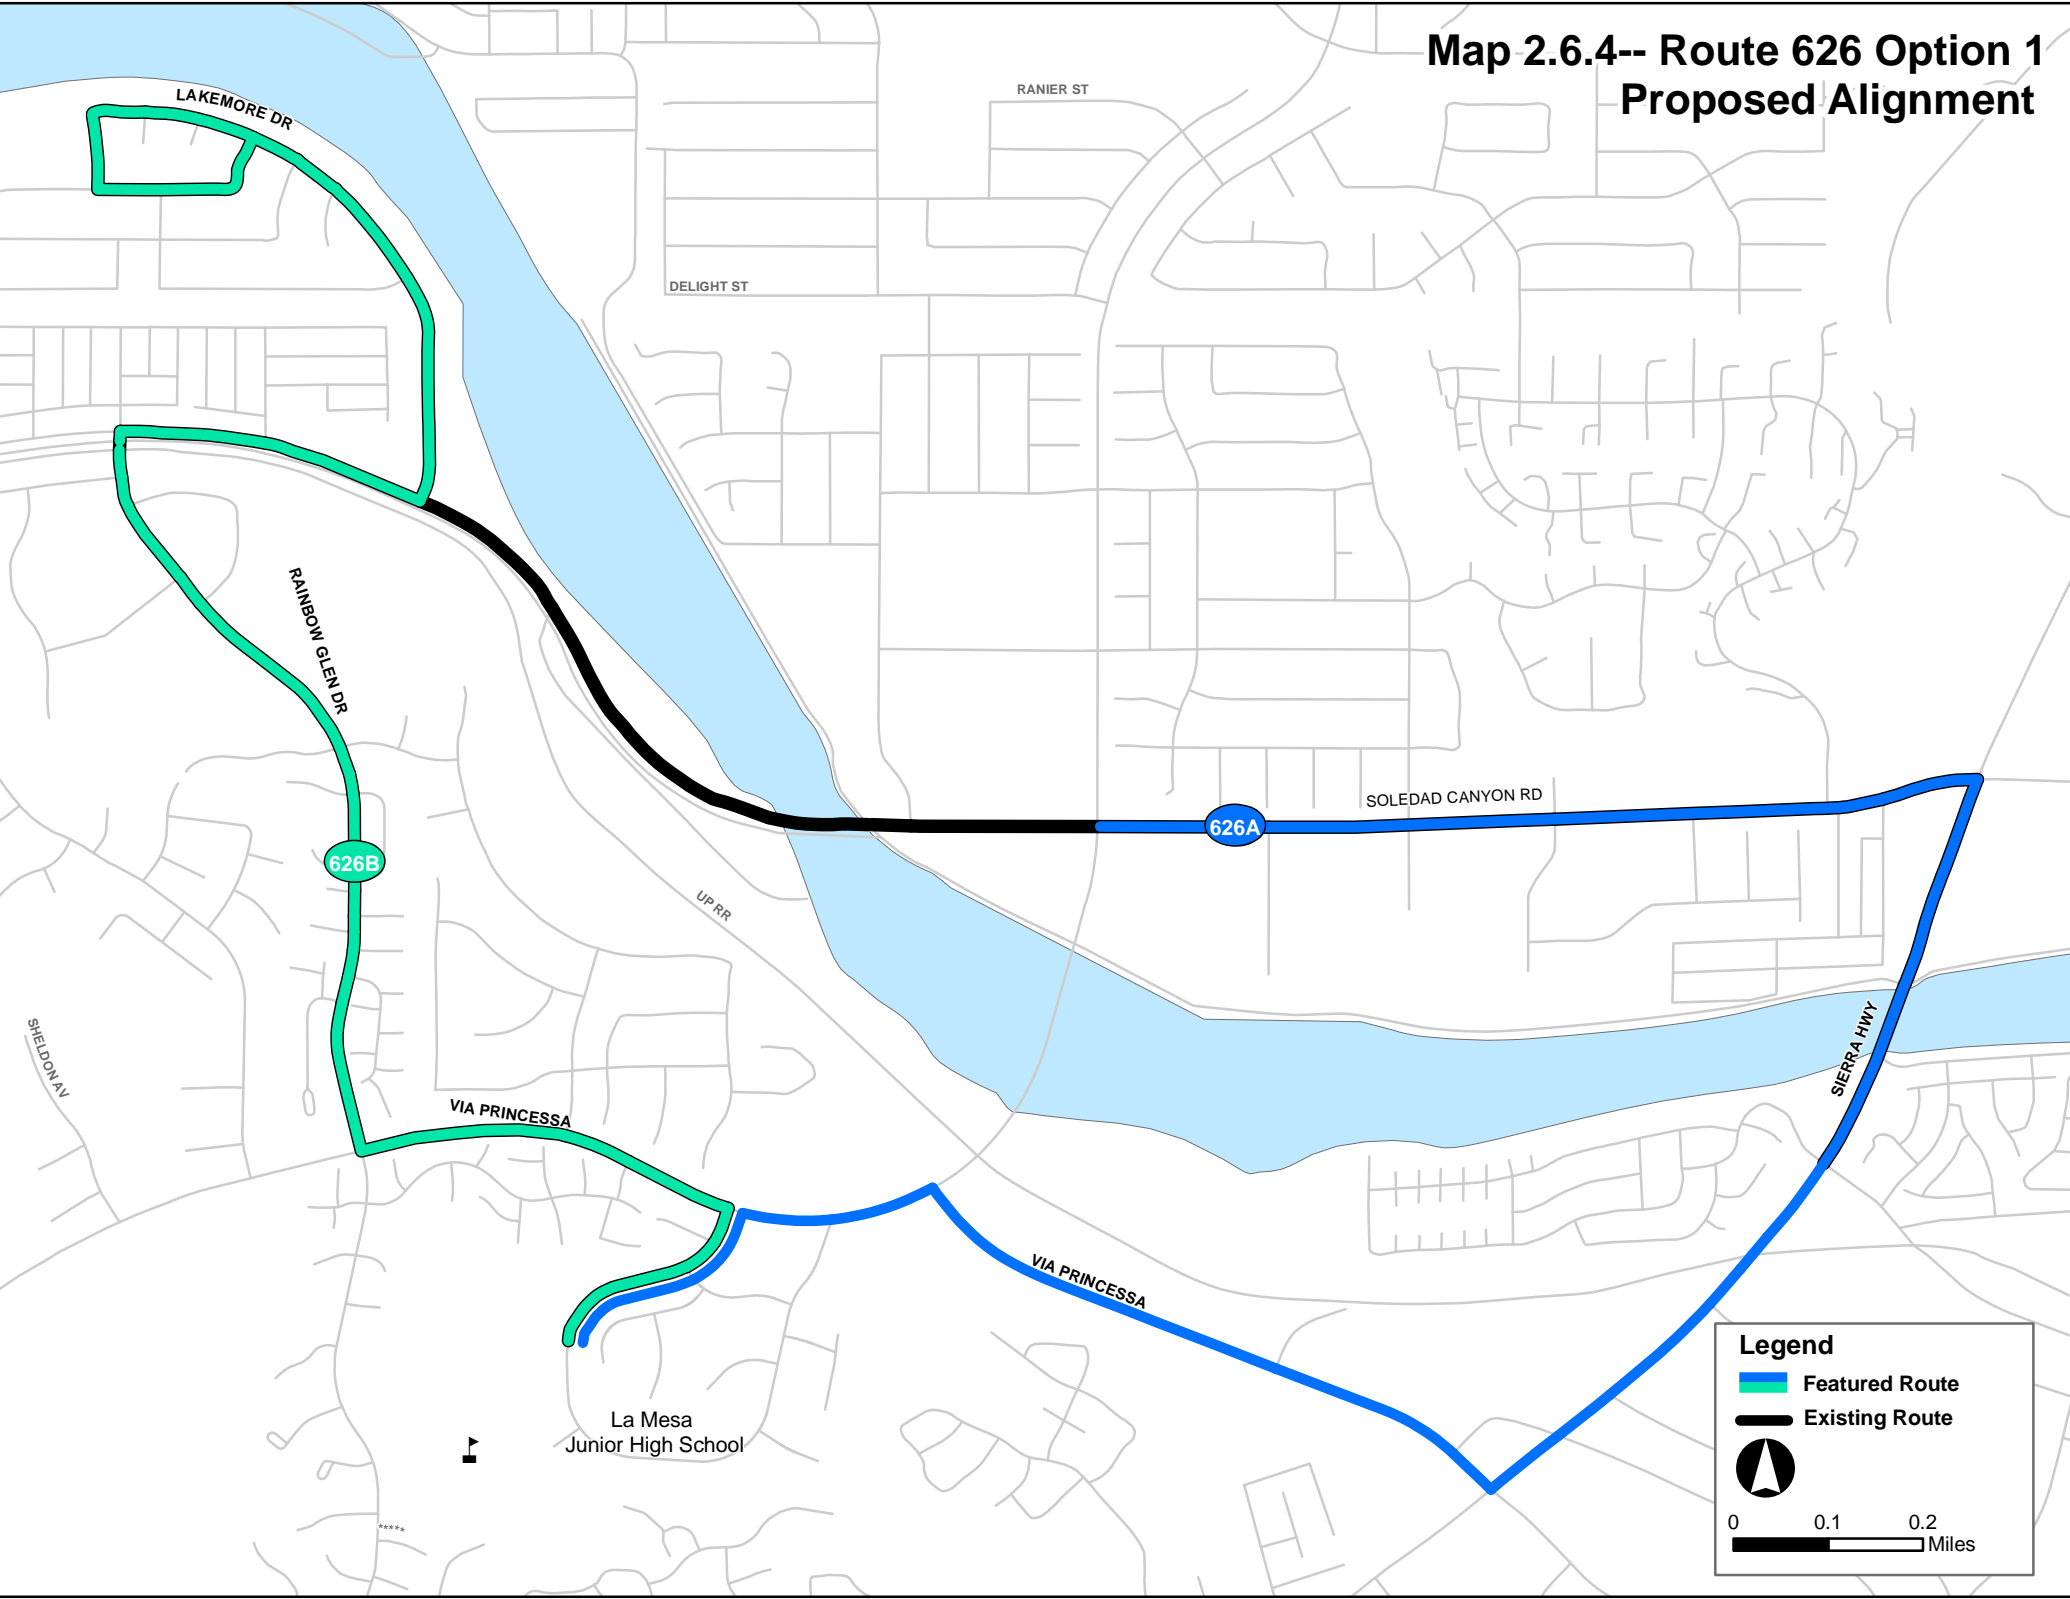 Map 2.6.4-- Route 626 Option 1
Proposed Alignment
LAKEMORE DR
RANIER ST
DELIGHT ST
RAINBOW GLEN DR
SOLEDAD CANYON RD
626A
626B
UP RR
SHELDON AV
SIERRA HWY
VIA PRINCESSA
VIA PRINCESSA
La Mesa
Junior High School
*****
Legend
Featured Route
Existing Route
0 0.1 0.2
Miles